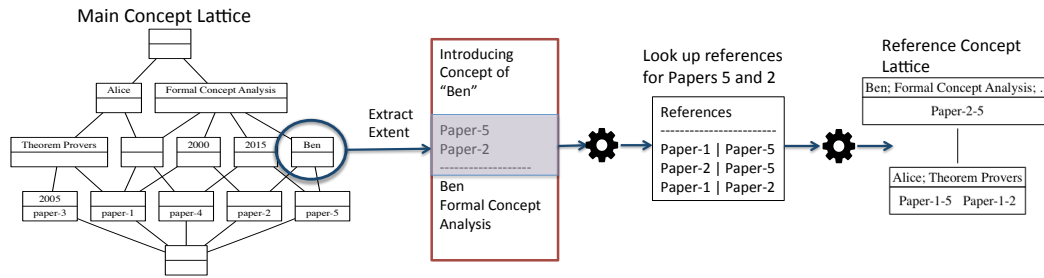 Main Concept Lattice
Alice
Formal Concept Analysis
Theorem Provers
2000
2015
Ben
2005
paper-3
paper-1
paper-4
paper-2
paper-5
Extract
Extent
Introducing
Concept of
“Ben”
Paper-5
Paper-2
--------------------
Ben
Formal Concept
Analysis
Look up references
for Papers 5 and 2
References
------------------------
Paper-1 | Paper-5
Paper-2 | Paper-5
Paper-1 | Paper-2
Reference Concept
Lattice
Ben; Formal Concept Analysis; ..
Paper-2-5
Alice; Theorem Provers
Paper-1-5 Paper-1-2